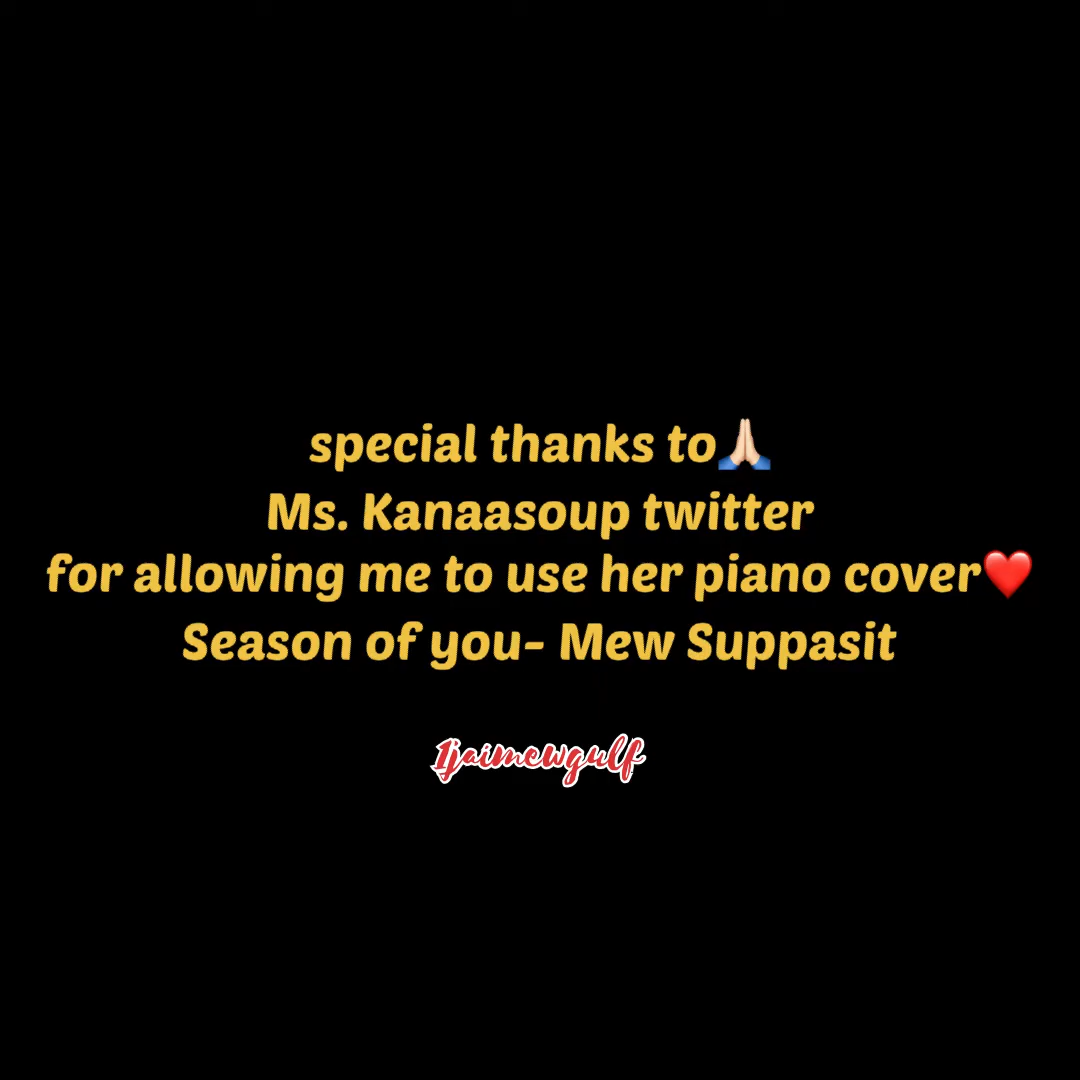 special thanks to🙏🏻
Ms. Kanaasoup twitter
for allowing me to use her piano cover❤️
Season of you- Mew Suppasit
1jaimewgulf